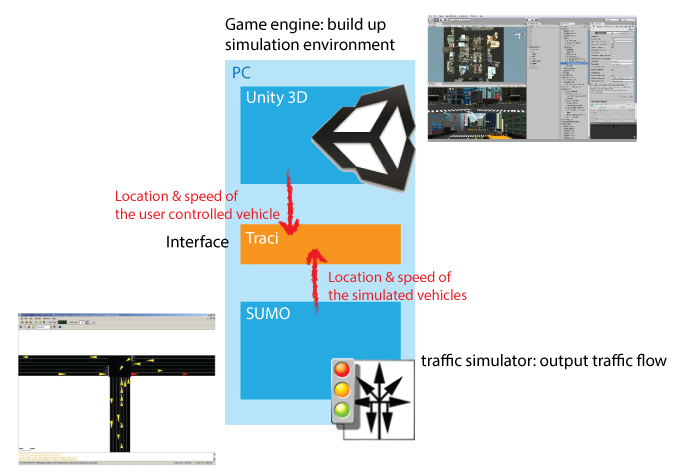 Game engine: build up
simulation environment
PC
Unity 3D
Location & speed of
the user controlled vehicle
Interface
Traci
Location & speed of
the simulated vehicles
SUMO
traffic simulator: output traffic flow